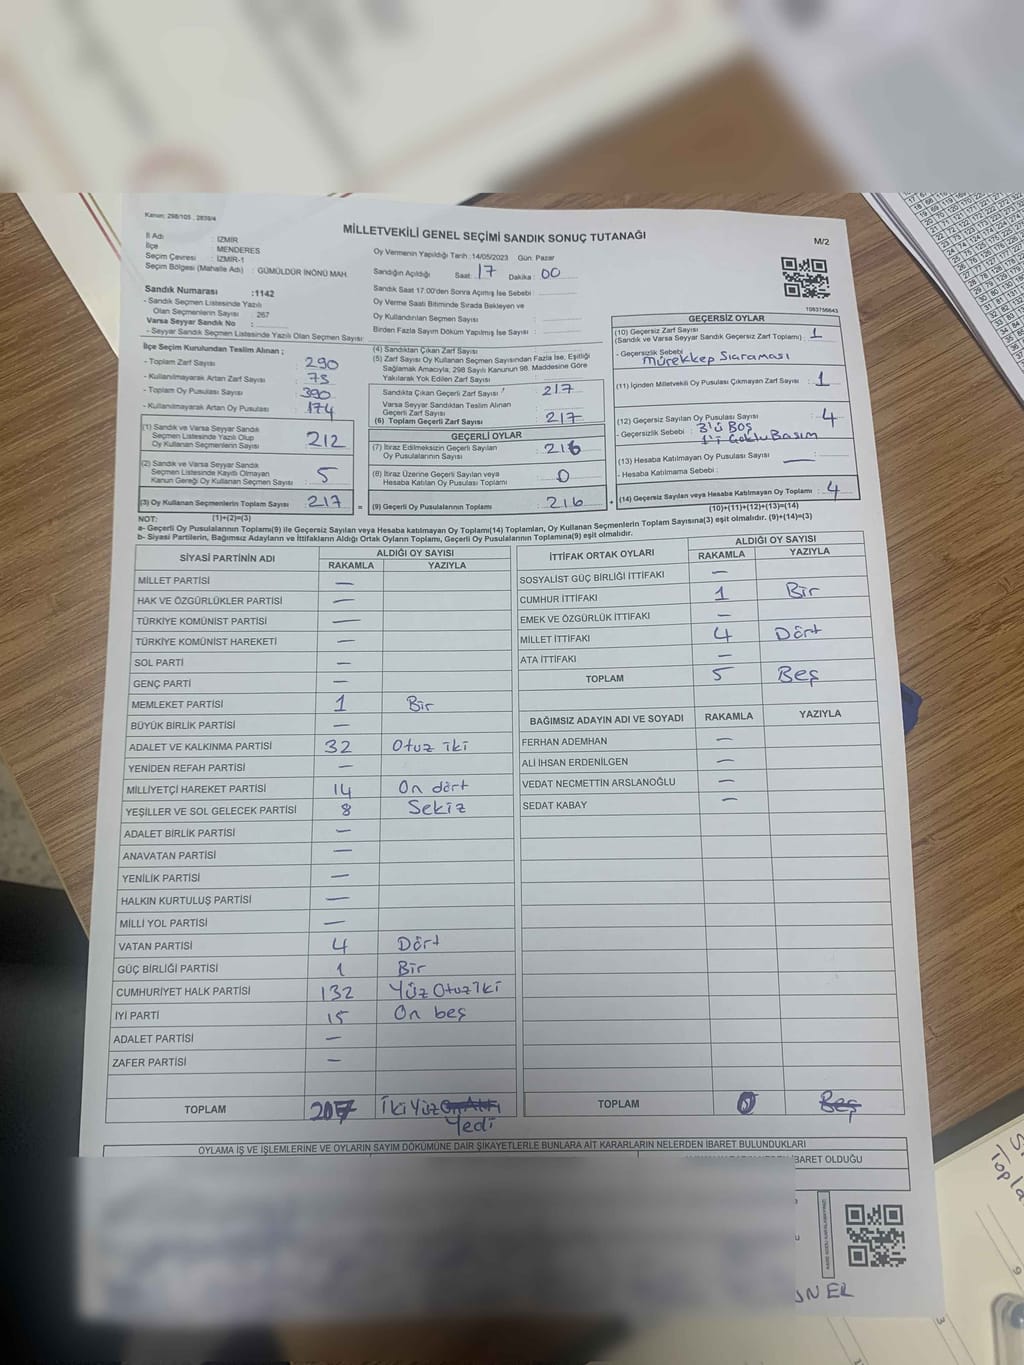 Kanun: 298/105 , 2839/4
MİLLETVEKİLİ GENEL SEÇİMİ SANDIK SONUÇ TUTANAĞI
M/2
İl Adı : İZMİR
İlçe : MENDERES
Seçim Çevresi : İZMİR-1
Seçim Bölgesi (Mahalle Adı) : GÜMÜLDÜR İNÖNÜ MAH.
Sandık Numarası :1142
- Sandık Seçmen Listesinde Yazılı
Olan Seçmenlerin Sayısı : 267
Varsa Seyyar Sandık No :
- Seyyar Sandık Seçmen Listesinde Yazılı Olan Seçmen Sayısı:
Oy Vermenin Yapıldığı Tarih :14/05/2023 Gün: Pazar
Sandığın Açıldığı Saat: 17 Dakika : 00
Sandık Saat 17.00'den Sonra Açılmış İse Sebebi :
Oy Verme Saati Bitiminde Sırada Bekleyen ve
Oy Kullandırılan Seçmen Sayısı :
Birden Fazla Sayım Döküm Yapılmış İse Sayısı :
1083756643
İlçe Seçim Kurulundan Teslim Alınan ;
- Toplam Zarf Sayısı : 290
- Kullanılmayarak Artan Zarf Sayısı : 73
- Toplam Oy Pusulası Sayısı : 390
- Kullanılmayarak Artan Oy Pusulası : 174
(1) Sandık ve Varsa Seyyar Sandık
Seçmen Listesinde Yazılı Olup
Oy Kullanan Seçmenlerin Sayısı : 212
(2) Sandık ve Varsa Seyyar Sandık
Seçmen Listesinde Kayıtlı Olmayan
Kanun Gereği Oy Kullanan Seçmen Sayısı : 5
(3) Oy Kullanan Seçmenlerin Toplam Sayısı : 217
(1)+(2)=(3)
(4) Sandıktan Çıkan Zarf Sayısı :
(5) Zarf Sayısı Oy Kullanan Seçmen Sayısından Fazla İse, Eşitliği
Sağlamak Amacıyla, 298 Sayılı Kanunun 98. Maddesine Göre
Yakılarak Yok Edilen Zarf Sayısı :
Sandıkta Çıkan Geçerli Zarf Sayısı : 217
Varsa Seyyar Sandıktan Teslim Alınan
Geçerli Zarf Sayısı :
(6) Toplam Geçerli Zarf Sayısı : 217
GEÇERLİ OYLAR
(7) İtiraz Edilmeksizin Geçerli Sayılan
Oy Pusulalarının Sayısı : 216
(8) İtiraz Üzerine Geçerli Sayılan veya
Hesaba Katılan Oy Pusulası Toplamı : 0
= (9) Geçerli Oy Pusulalarının Toplamı : 216
GEÇERSİZ OYLAR
(10) Geçersiz Zarf Sayısı
(Sandık ve Varsa Seyyar Sandık Geçersiz Zarf Toplamı) : 1
- Geçersizlik Sebebi :
Mürekkep Sıçraması
(11) İçinden Milletvekili Oy Pusulası Çıkmayan Zarf Sayısı : 1
(12) Geçersiz Sayılan Oy Pusulası Sayısı : 4
- Geçersizlik Sebebi : 3'ü Boş
1'i Çoklu Basım
(13) Hesaba Katılmayan Oy Pusulası Sayısı : —
- Hesaba Katılmama Sebebi :
+ (14) Geçersiz Sayılan veya Hesaba Katılmayan Oy Toplamı : 4
(10)+(11)+(12)+(13)=(14)
NOT:
a- Geçerli Oy Pusulalarının Toplamı(9) ile Geçersiz Sayılan veya Hesaba katılmayan Oy Toplamı(14) Toplamları, Oy Kullanan Seçmenlerin Toplam Sayısına(3) eşit olmalıdır. (9)+(14)=(3)
b- Siyasi Partilerin, Bağımsız Adayların ve İttifakların Aldığı Ortak Oyların Toplamı, Geçerli Oy Pusulalarının Toplamına(9) eşit olmalıdır.
SİYASİ PARTİNİN ADI ALDIĞI OY SAYISI
RAKAMLA YAZIYLA
MİLLET PARTİSİ —
HAK VE ÖZGÜRLÜKLER PARTİSİ —
TÜRKİYE KOMÜNİST PARTİSİ —
TÜRKİYE KOMÜNİST HAREKETİ —
SOL PARTİ —
GENÇ PARTİ —
MEMLEKET PARTİSİ 1 Bir
BÜYÜK BİRLİK PARTİSİ —
ADALET VE KALKINMA PARTİSİ 32 Otuz iki
YENİDEN REFAH PARTİSİ —
MİLLİYETÇİ HAREKET PARTİSİ 14 On dört
YEŞİLLER VE SOL GELECEK PARTİSİ 8 Sekiz
ADALET BİRLİK PARTİSİ —
ANAVATAN PARTİSİ —
YENİLİK PARTİSİ —
HALKIN KURTULUŞ PARTİSİ —
MİLLİ YOL PARTİSİ —
VATAN PARTİSİ 4 Dört
GÜÇ BİRLİĞİ PARTİSİ 1 Bir
CUMHURİYET HALK PARTİSİ 132 Yüz Otuz İki
İYİ PARTİ 15 On beş
ADALET PARTİSİ —
ZAFER PARTİSİ —
TOPLAM 207 İki Yüz On Altı
Yedi
İTTİFAK ORTAK OYLARI ALDIĞI OY SAYISI
RAKAMLA YAZIYLA
SOSYALİST GÜÇ BİRLİĞİ İTTİFAKI —
CUMHUR İTTİFAKI 1 Bir
EMEK VE ÖZGÜRLÜK İTTİFAKI —
MİLLET İTTİFAKI 4 Dört
ATA İTTİFAKI —
TOPLAM 5 Beş
BAĞIMSIZ ADAYIN ADI VE SOYADI RAKAMLA YAZIYLA
FERHAN ADEMHAN —
ALİ İHSAN ERDENİLGEN —
VEDAT NECMETTİN ARSLANOĞLU —
SEDAT KABAY —
TOPLAM 0 Beş
OYLAMA İŞ VE İŞLEMLERİNE VE OYLARIN SAYIM DÖKÜMÜNE DAİR ŞİKAYETLERLE BUNLARA AİT KARARLARIN NELERDEN İBARET BULUNDUKLARI
İBARET OLDUĞU